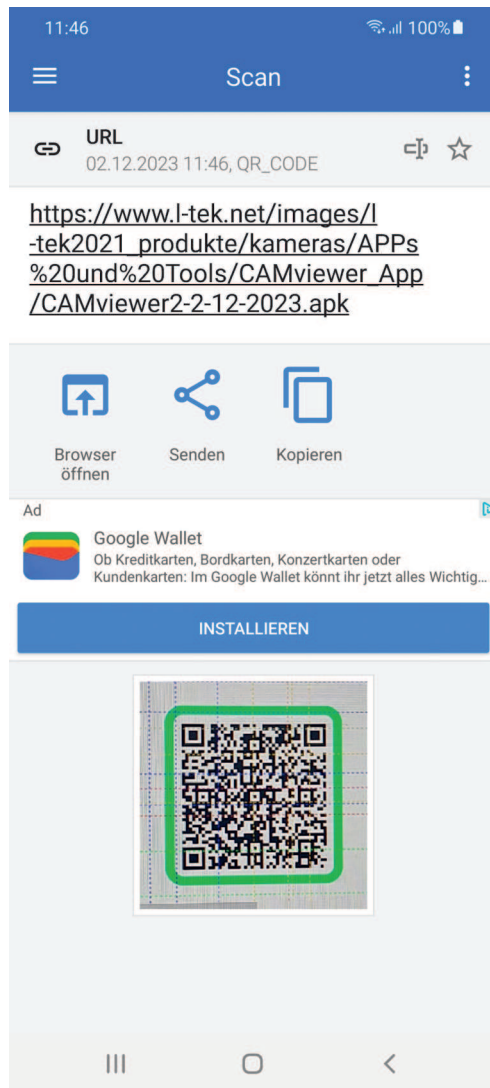 11:46 100%
Scan
URL
02.12.2023 11:46, QR_CODE
https://www.l-tek.net/images/l
-tek2021_produkte/kameras/APPs
%20und%20Tools/CAMviewer_App
/CAMviewer2-2-12-2023.apk
Browser
öffnen
Senden
Kopieren
Ad
Google Wallet
Ob Kreditkarten, Bordkarten, Konzertkarten oder
Kundenkarten: Im Google Wallet könnt ihr jetzt alles Wichtig...
INSTALLIEREN